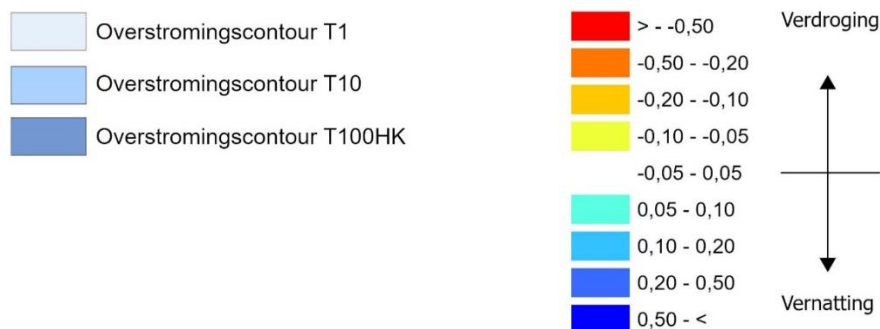 Overstromingscontour T1
Overstromingscontour T10
Overstromingscontour T100HK
> - -0,50
-0,50 - -0,20
-0,20 - -0,10
-0,10 - -0,05
-0,05 - 0,05
0,05 - 0,10
0,10 - 0,20
0,20 - 0,50
0,50 - <
Verdroging
Vernatting